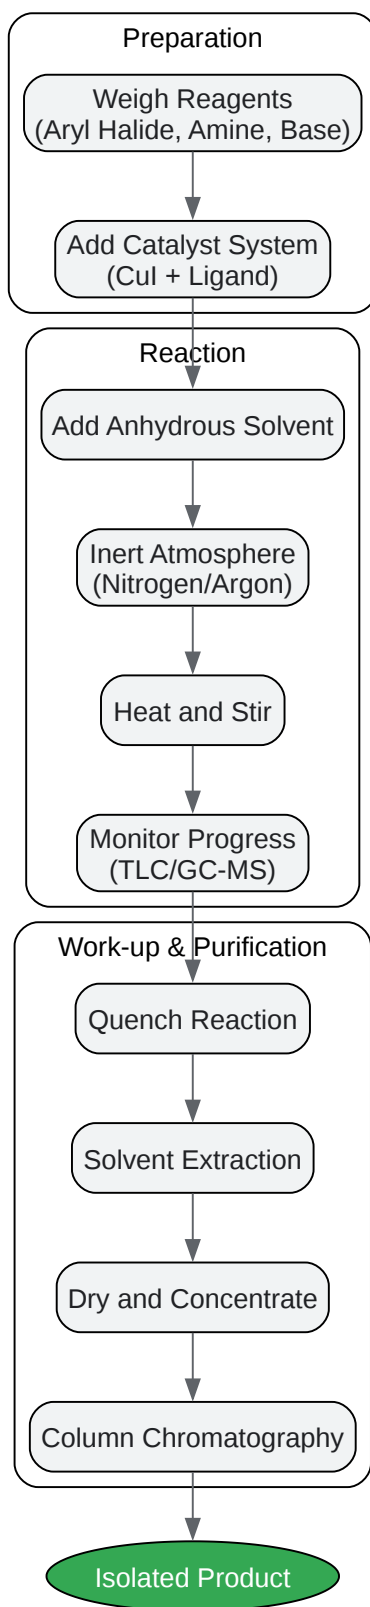 Preparation
Weigh Reagents
(Aryl Halide, Amine, Base)
Add Catalyst System
(CuI + Ligand)
Reaction
Add Anhydrous Solvent
Inert Atmosphere
(Nitrogen/Argon)
Heat and Stir
Monitor Progress
(TLC/GC-MS)
Work-up & Purification
Quench Reaction
Solvent Extraction
Dry and Concentrate
Column Chromatography
Isolated Product